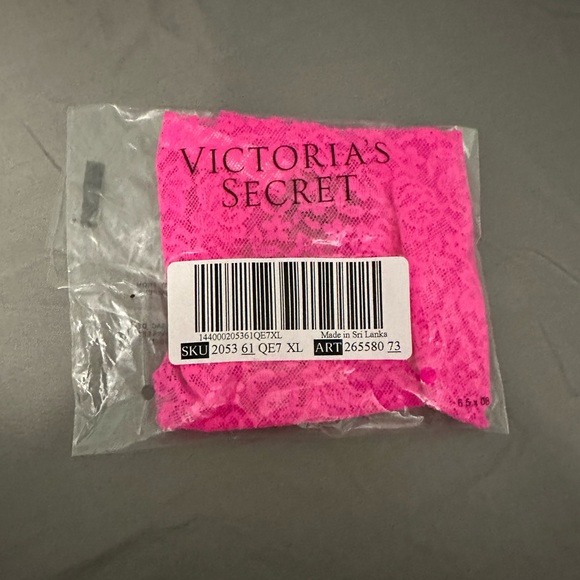 VICTORIA'S
SECRET
144000205361QE7XL Made in Sri Lanka
SKU 2053 61 QE7 XL ART 265580 73